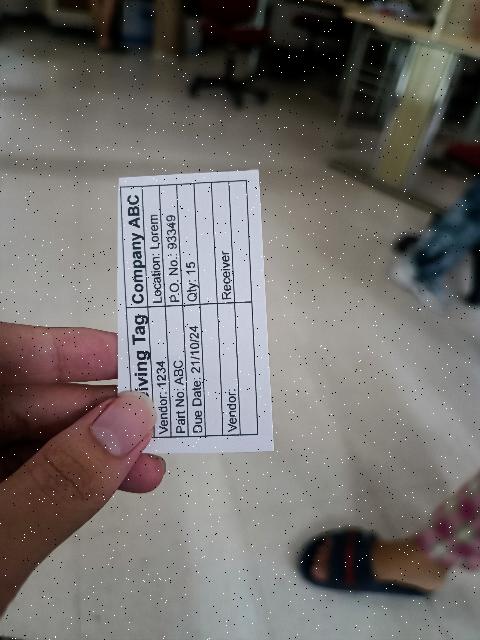 iving Tag Company ABC
Vendor: 1234 Location: Lorem
Part No: ABC P.O. No.: 93349
Due Date: 21/10/24 Qty: 15
Vendor: Receiver